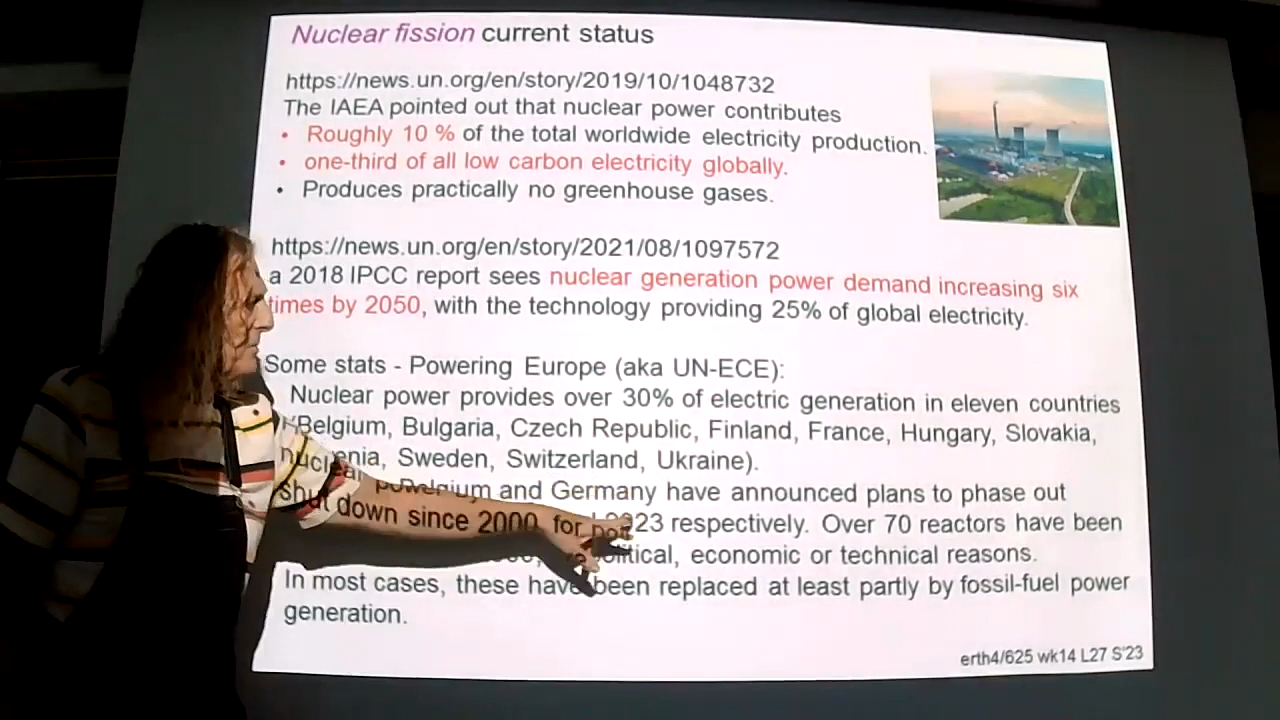 Nuclear fission current status
https://news.un.org/en/story/2019/10/1048732
The IAEA pointed out that nuclear power contributes
• Roughly 10 % of the total worldwide electricity production.
• one-third of all low carbon electricity globally.
• Produces practically no greenhouse gases.
https://news.un.org/en/story/2021/08/1097572
a 2018 IPCC report sees nuclear generation power demand increasing six
times by 2050, with the technology providing 25% of global electricity.
Some stats - Powering Europe (aka UN-ECE):
Nuclear power provides over 30% of electric generation in eleven countries
(Belgium, Bulgaria, Czech Republic, Finland, France, Hungary, Slovakia,
Sweden, Switzerland, Ukraine).
and Germany have announced plans to phase out
respectively. Over 70 reactors have been
shut down since 2000, for economic or technical reasons.
In most cases, these have been replaced at least partly by fossil-fuel power
generation.
erth4/625 wk14 L27 S'23